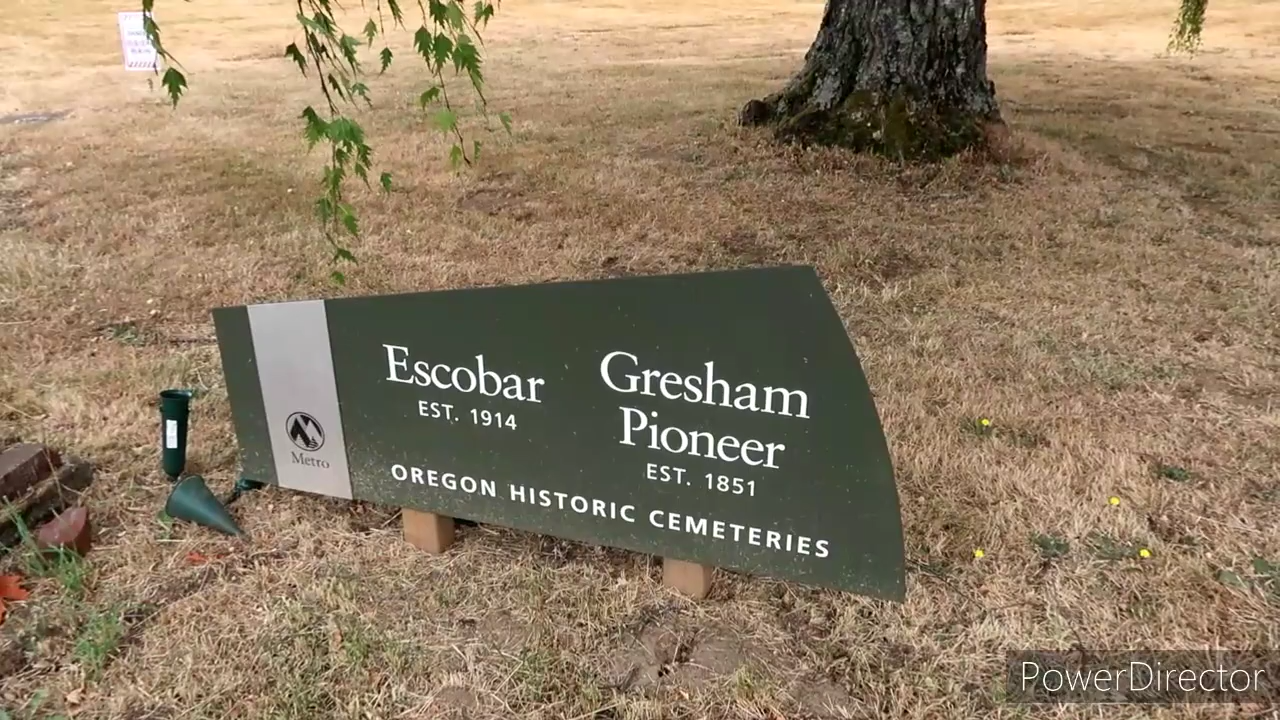 Escobar
EST. 1914
Gresham
Pioneer
EST. 1851
OREGON HISTORIC CEMETERIES
Metro
PowerDirector